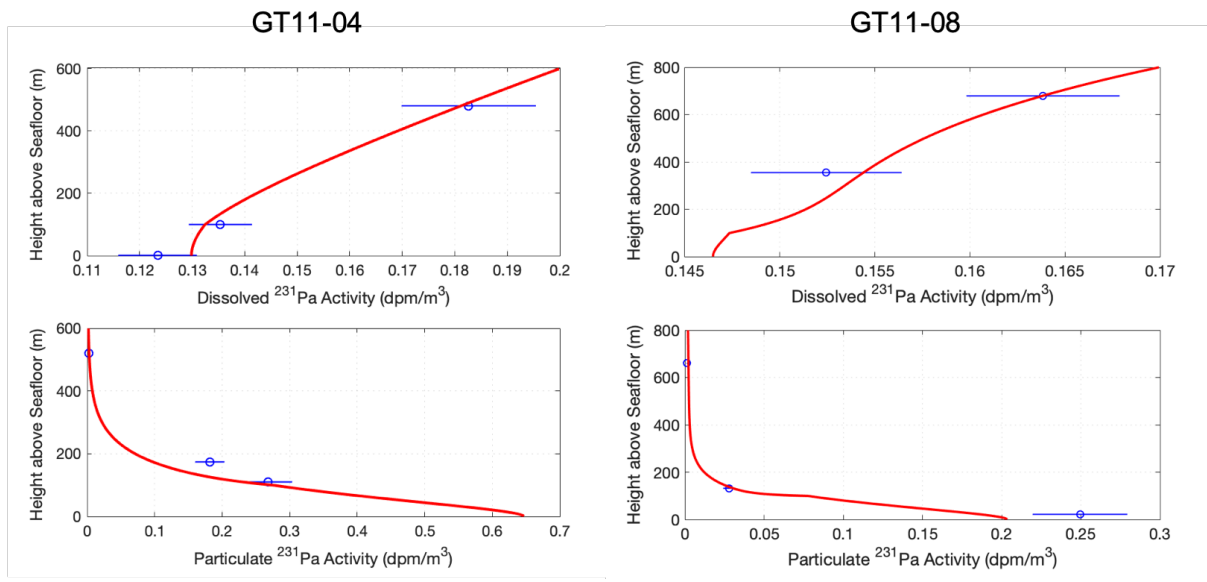 GT11-04
GT11-08
Height above Seafloor (m)
600
400
200
0
0.11 0.12 0.13 0.14 0.15 0.16 0.17 0.18 0.19 0.2
Dissolved ²³¹Pa Activity (dpm/m³)
Height above Seafloor (m)
800
600
400
200
0
0.145 0.15 0.155 0.16 0.165 0.17
Dissolved ²³¹Pa Activity (dpm/m³)
Height above Seafloor (m)
600
400
200
0
0 0.1 0.2 0.3 0.4 0.5 0.6 0.7
Particulate ²³¹Pa Activity (dpm/m³)
Height above Seafloor (m)
800
600
400
200
0
0 0.05 0.1 0.15 0.2 0.25 0.3
Particulate ²³¹Pa Activity (dpm/m³)